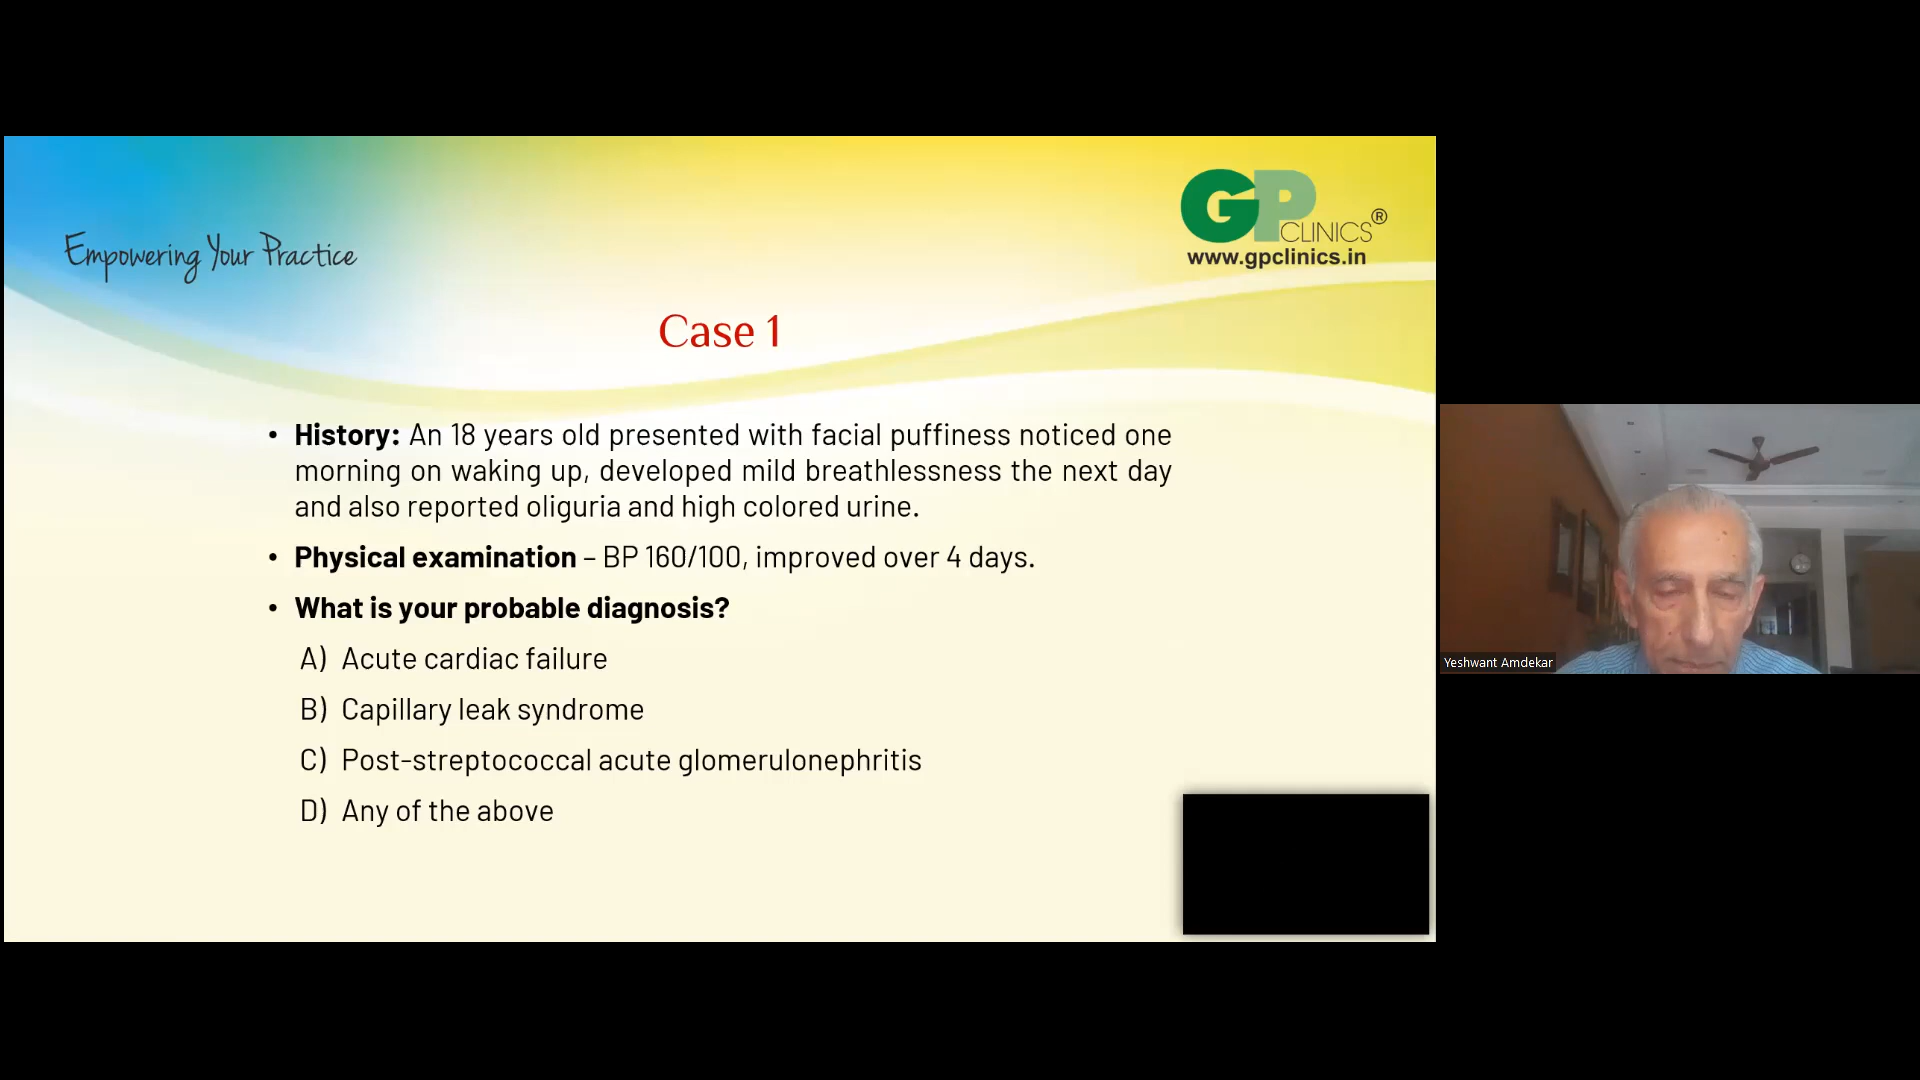 Empowering Your Practice
GP
CLINICS®
www.gpclinics.in
Case 1
• History: An 18 years old presented with facial puffiness noticed one
morning on waking up, developed mild breathlessness the next day
and also reported oliguria and high colored urine.
• Physical examination – BP 160/100, improved over 4 days.
• What is your probable diagnosis?
A) Acute cardiac failure
B) Capillary leak syndrome
C) Post-streptococcal acute glomerulonephritis
D) Any of the above
Yeshwant Amdekar